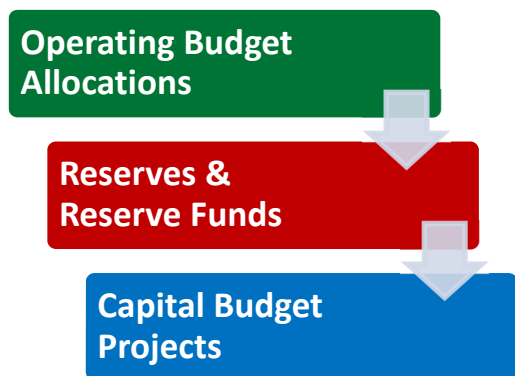 Operating Budget
Allocations
Reserves &
Reserve Funds
Capital Budget
Projects